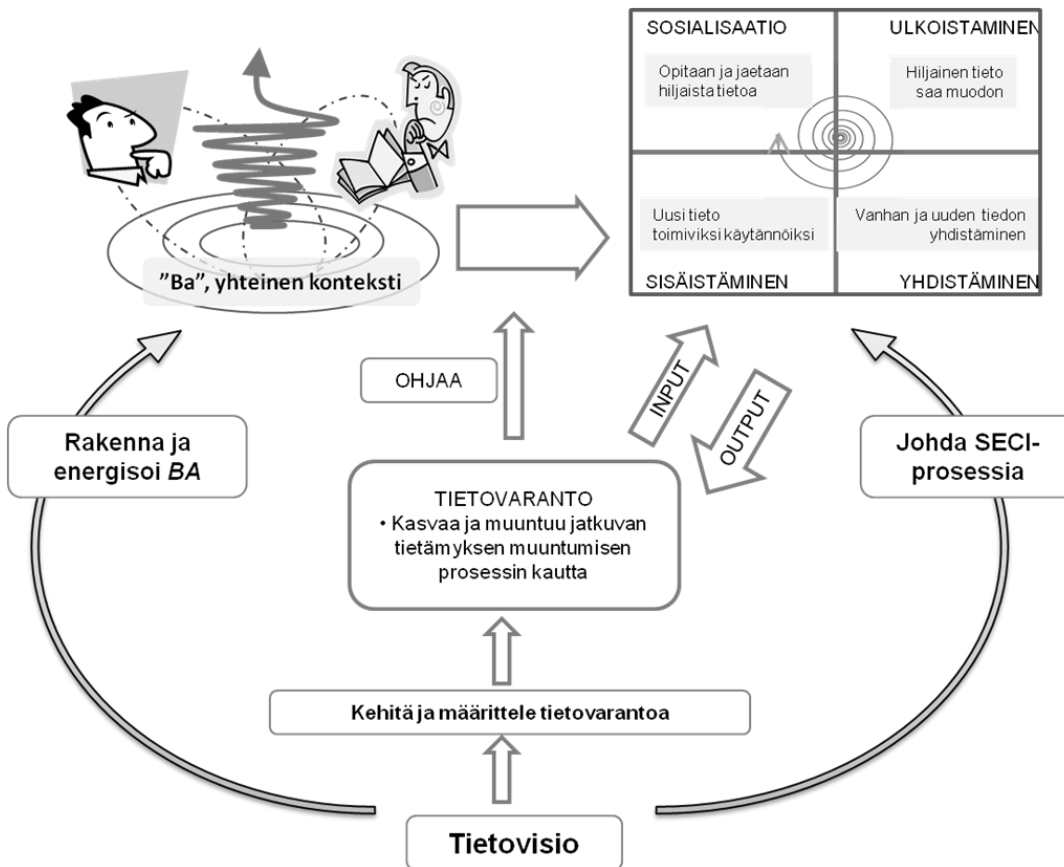 "Ba", yhteinen konteksti
SOSIALISAATIO
ULKOISTAMINEN
Opitaan ja jaetaan
hiljaista tietoa
Hiljainen tieto
saa muodon
Uusi tieto
toimiviksi käytännöiksi
Vanhan ja uuden tiedon
yhdistäminen
SISÄISTÄMINEN
YHDISTÄMINEN
OHJAA
INPUT
OUTPUT
Rakenna ja
energisoi BA
Johda SECI-
prosessia
TIETOVARANTO
• Kasvaa ja muuntuu jatkuvan
tietämyksen muuntumisen
prosessin kautta
Kehitä ja määrittele tietovarantoa
Tietovisio